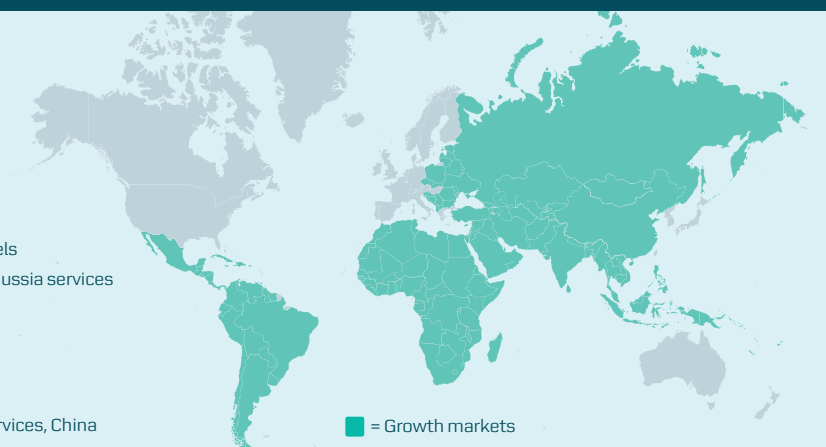 els
ussia services
rvices, China
= Growth markets